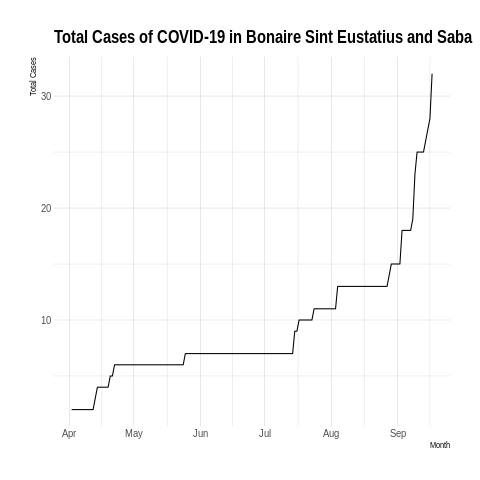 Total Cases of COVID-19 in Bonaire Sint Eustatius and Saba
Total Cases
30
20
10
Apr May Jun Jul Aug Sep
Month